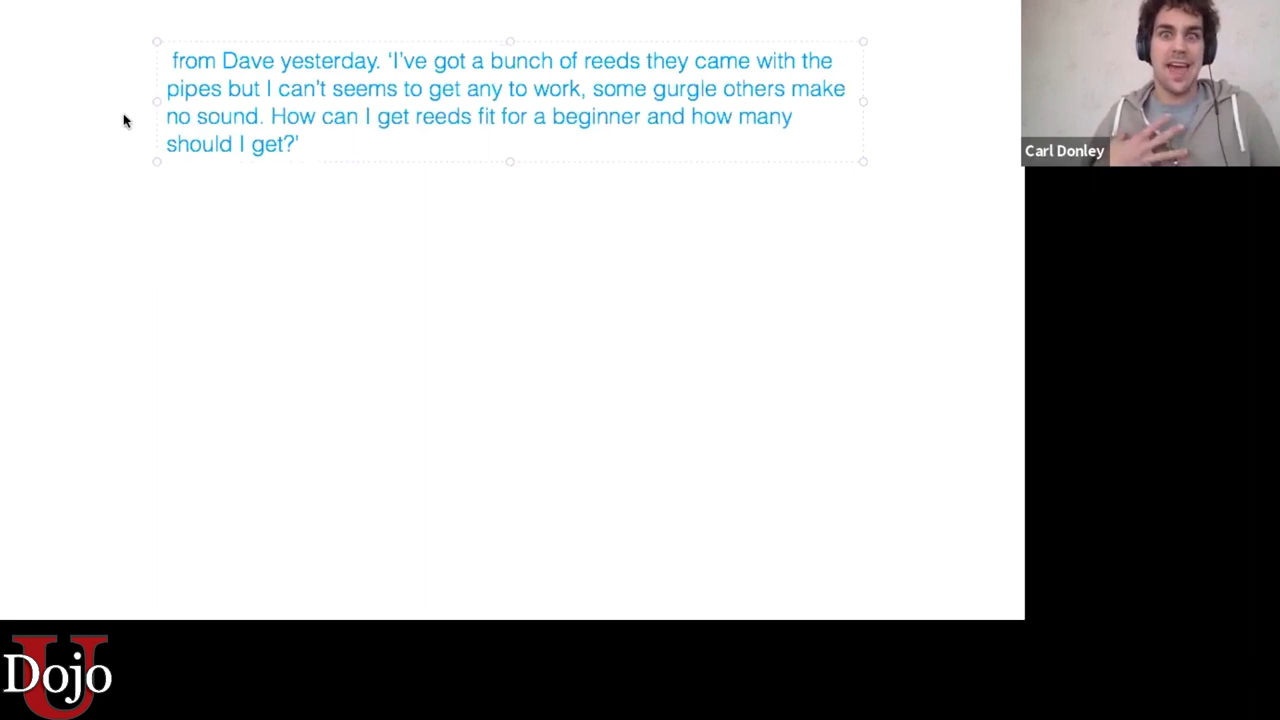 from Dave yesterday. ‘I’ve got a bunch of reeds they came with the
pipes but I can’t seems to get any to work, some gurgle others make
no sound. How can I get reeds fit for a beginner and how many
should I get?’
Carl Donley
U
Dojo